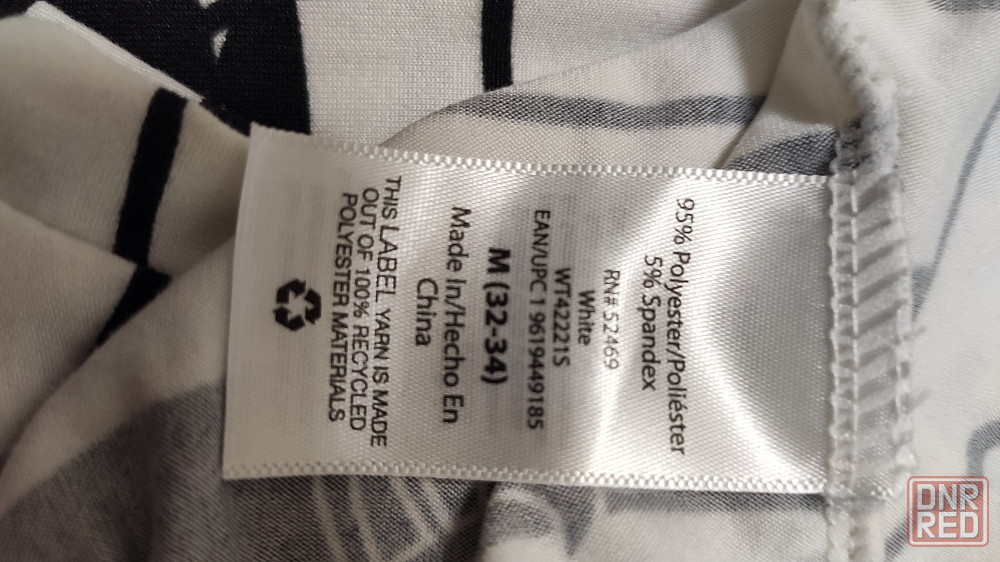 95% Polyester/Poliéster
5% Spandex
RN# 52469
White
WT42221S
EAN/UPC 1 9619449185
M (32-34)
Made In/Hecho En
China
THIS LABEL YARN IS MADE
OUT OF 100% RECYCLED
POLYESTER MATERIALS
DNR
RED